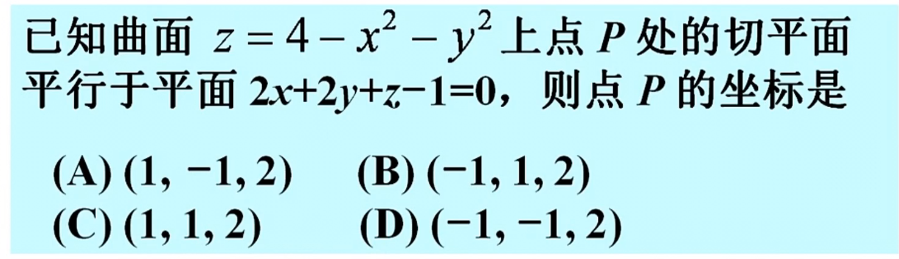 已知曲面 z = 4 − x² − y² 上点 P 处的切平面
平行于平面 2x+2y+z−1=0，则点 P 的坐标是
(A) (1, −1, 2) (B) (−1, 1, 2)
(C) (1, 1, 2) (D) (−1, −1, 2)